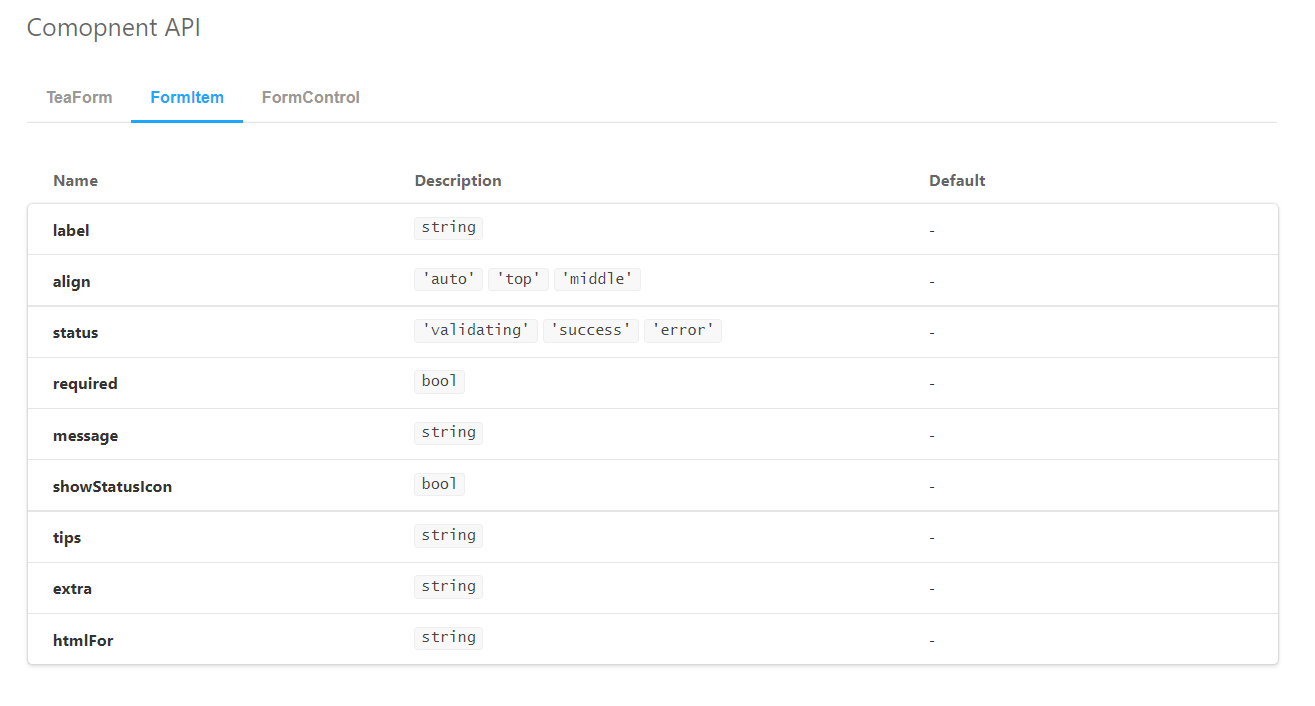 Comopnent API
TeaForm FormItem FormControl
Name Description Default
label string -
align 'auto' 'top' 'middle' -
status 'validating' 'success' 'error' -
required bool -
message string -
showStatusIcon bool -
tips string -
extra string -
htmlFor string -